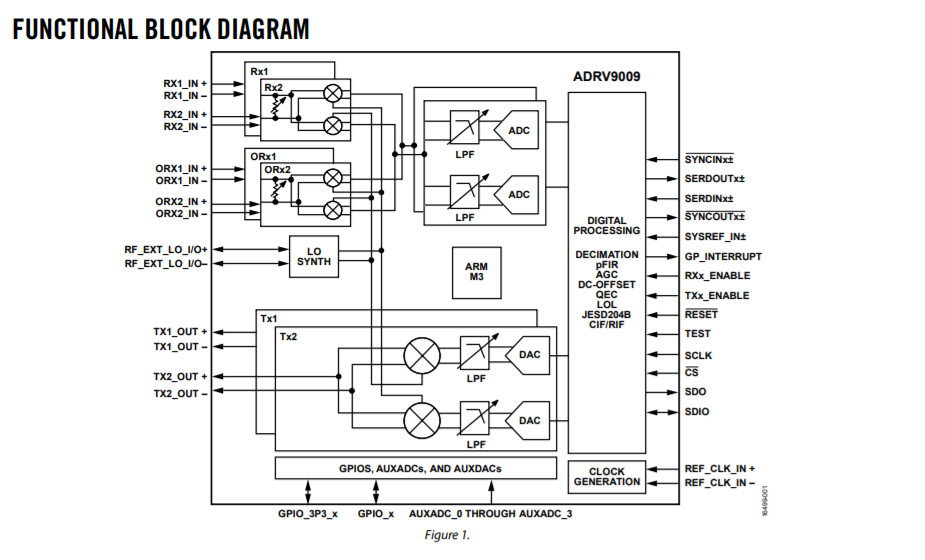 FUNCTIONAL BLOCK DIAGRAM
ADRV9009
RX1_IN +
RX1_IN –
RX2_IN +
RX2_IN –
Rx1
Rx2
ORX1_IN +
ORX1_IN –
ORX2_IN +
ORX2_IN –
ORx1
ORx2
RF_EXT_LO_I/O+
RF_EXT_LO_I/O–
LO
SYNTH
LPF
ADC
LPF
ADC
ARM
M3
TX1_OUT +
TX1_OUT –
TX2_OUT +
TX2_OUT –
Tx1
Tx2
LPF
DAC
LPF
DAC
DIGITAL
PROCESSING
DECIMATION
pFIR
AGC
DC-OFFSET
QEC
LOL
JESD204B
CIF/RIF
SYNCINx±
SERDOUTx±
SERDINx±
SYNCOUTx±
SYSREF_IN±
GP_INTERRUPT
RXx_ENABLE
TXx_ENABLE
RESET
TEST
SCLK
CS
SDO
SDIO
GPIOS, AUXADCs, AND AUXDACs
CLOCK
GENERATION
REF_CLK_IN +
REF_CLK_IN –
GPIO_3P3_x
GPIO_x
AUXADC_0 THROUGH AUXADC_3
16499-001
Figure 1.